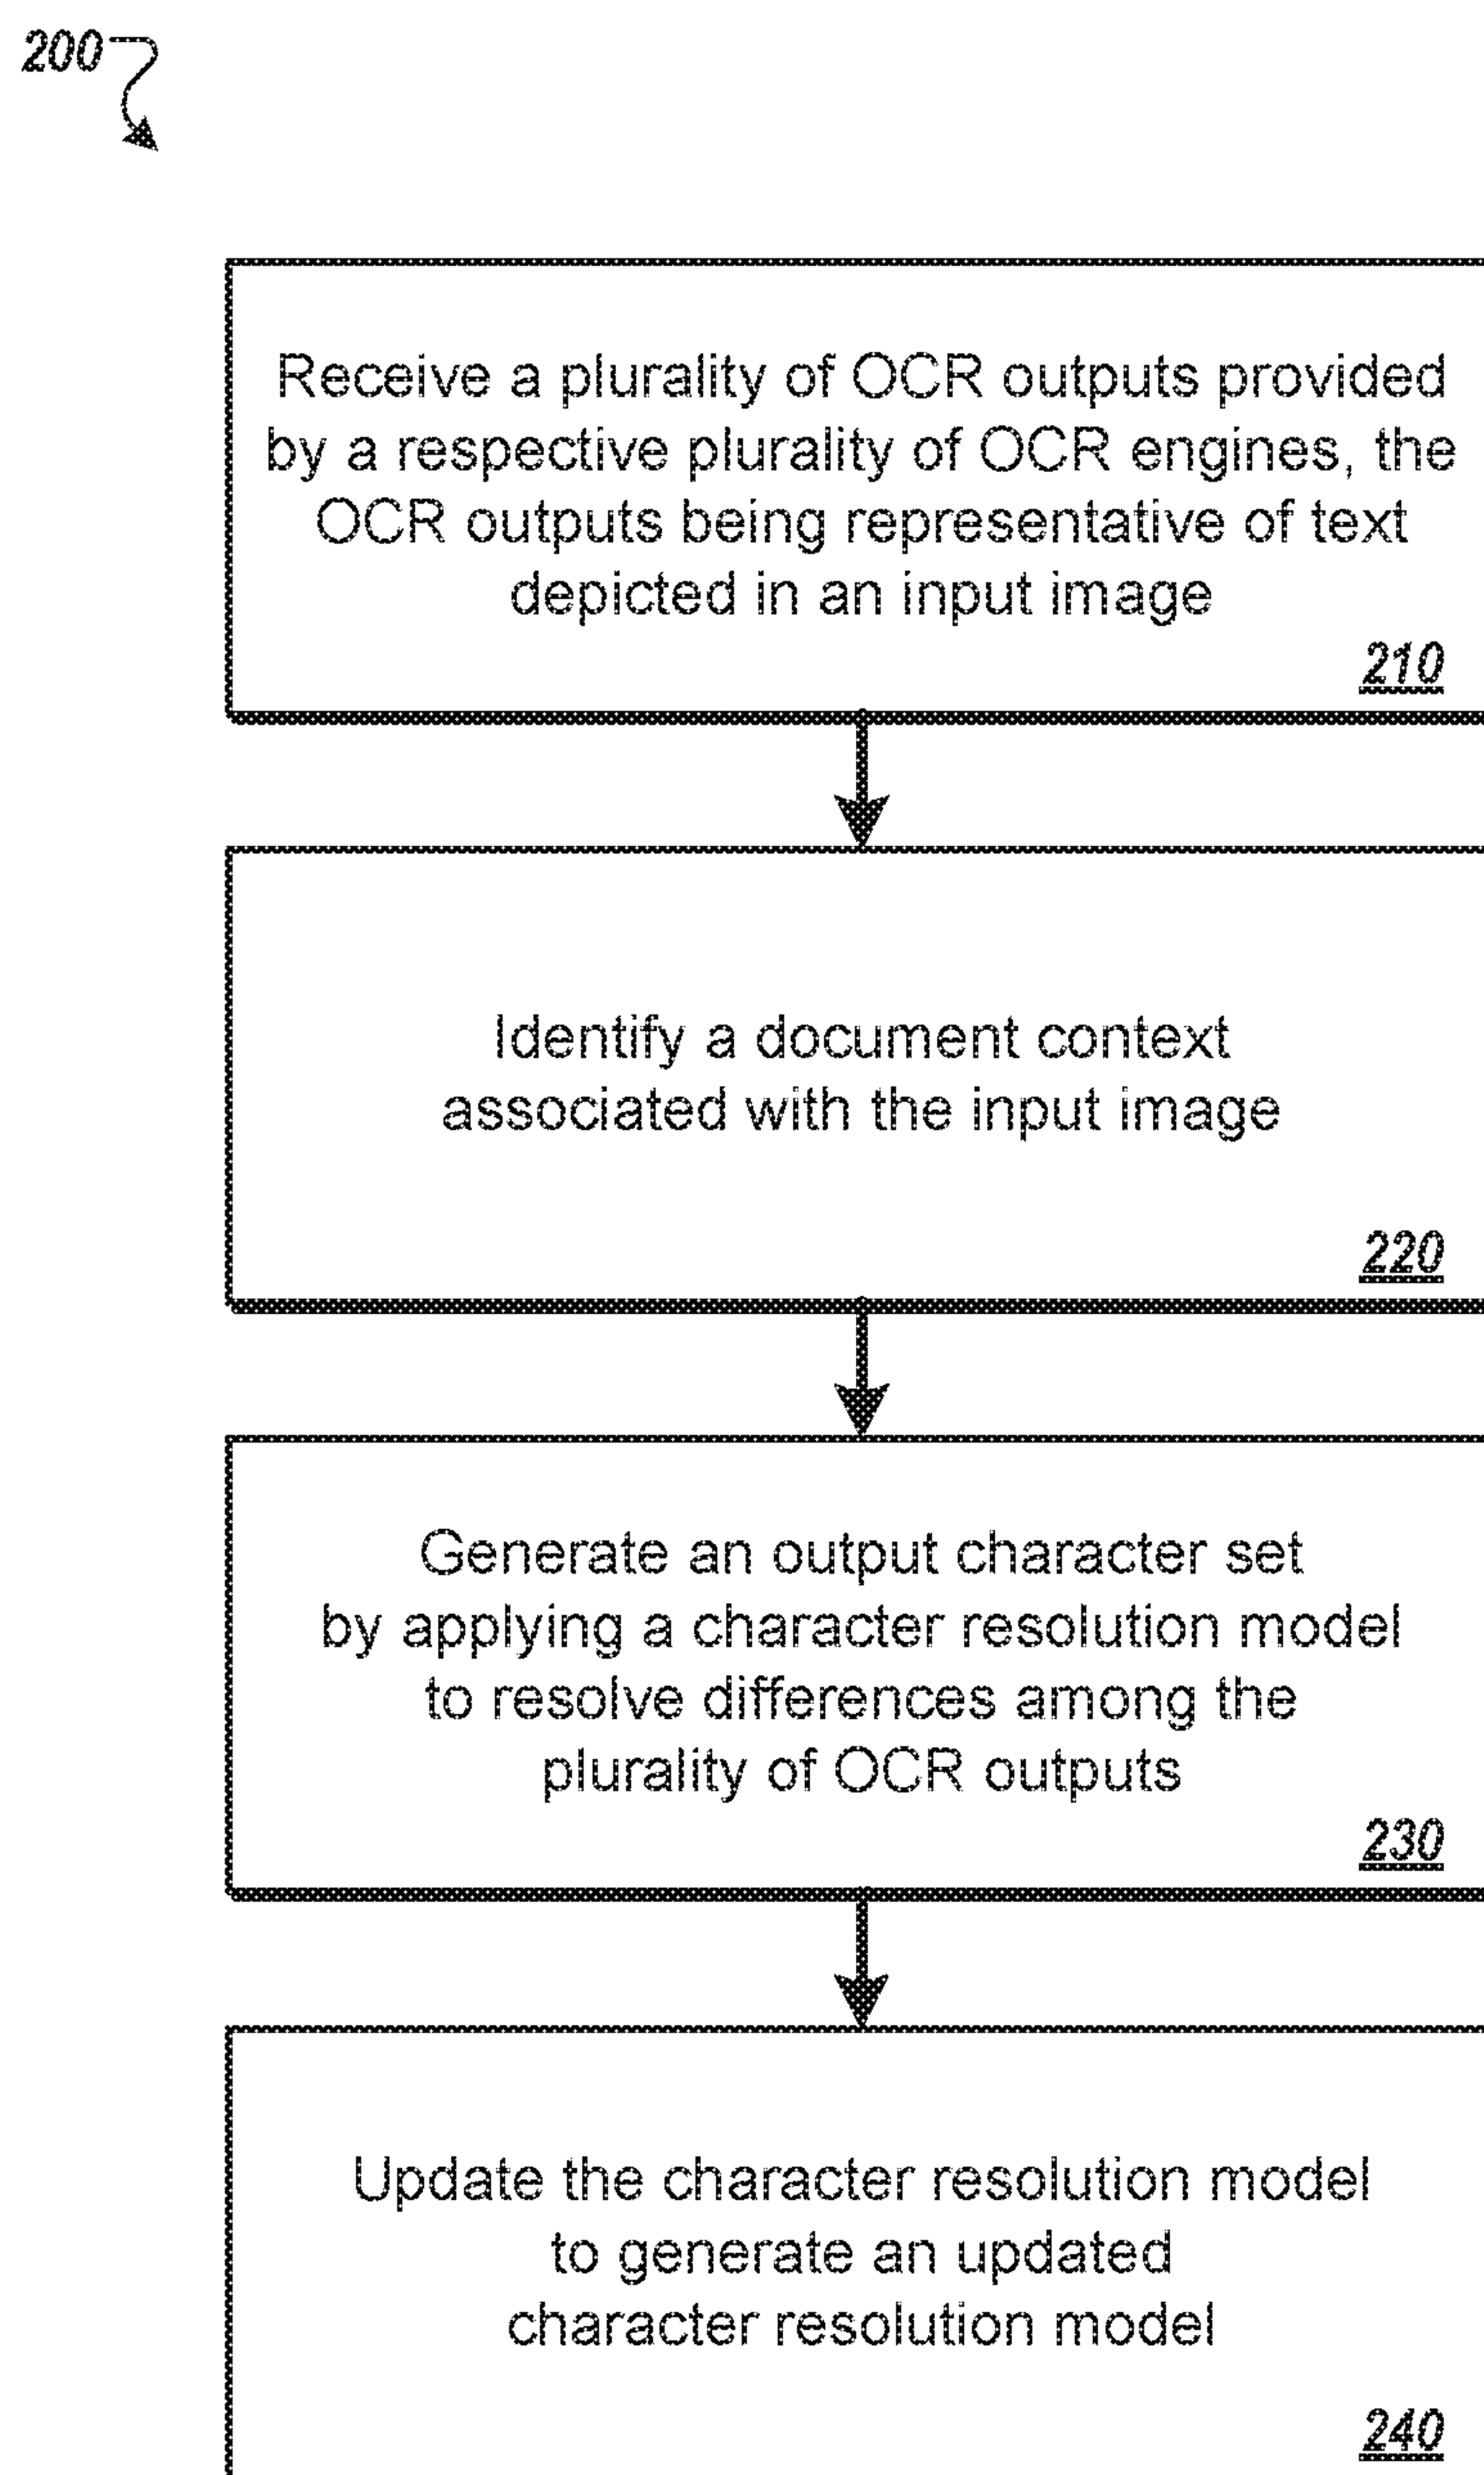 200
Receive a plurality of OCR outputs provided
by a respective plurality of OCR engines, the
OCR outputs being representative of text
depicted in an input image
210
Identify a document context
associated with the input image
220
Generate an output character set
by applying a character resolution model
to resolve differences among the
plurality of OCR outputs
230
Update the character resolution model
to generate an updated
character resolution model
240